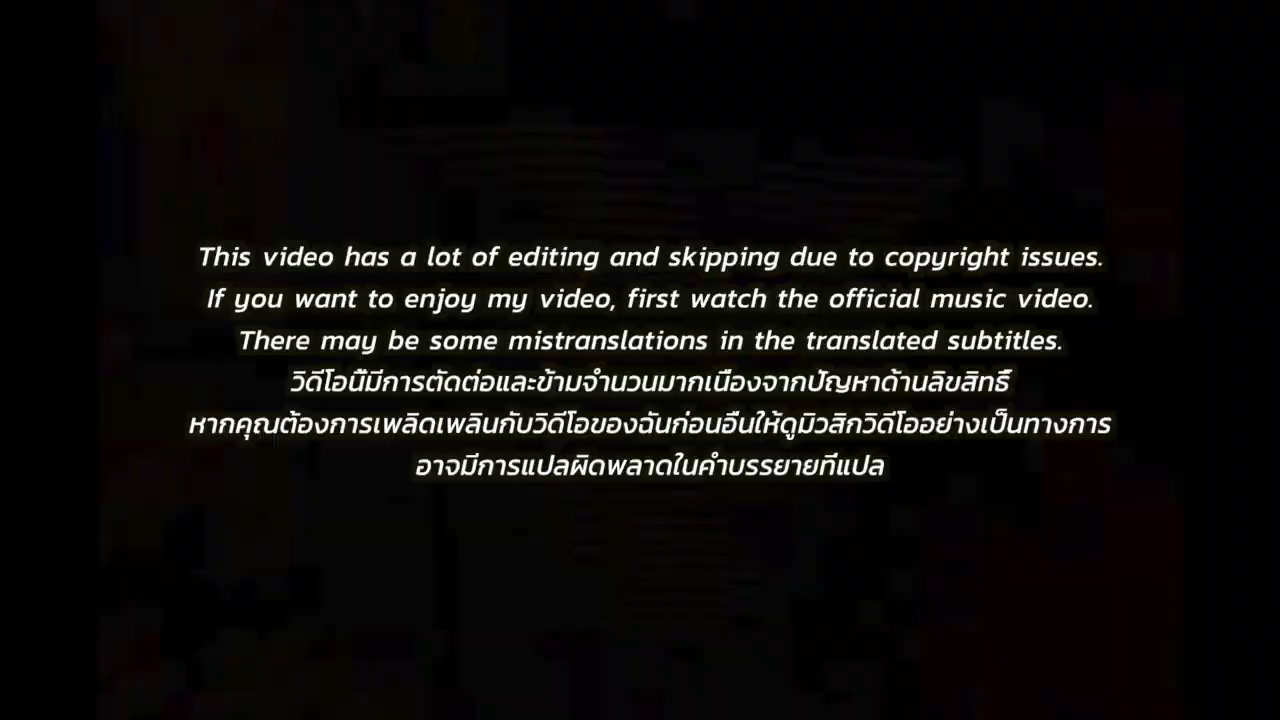 This video has a lot of editing and skipping due to copyright issues.
If you want to enjoy my video, first watch the official music video.
There may be some mistranslations in the translated subtitles.
วิดีโอนี้มีการตัดต่อและข้ามจำนวนมากเนื่องจากปัญหาด้านลิขสิทธิ์
หากคุณต้องการเพลิดเพลินกับวิดีโอของฉันก่อนอื่นให้ดูมิวสิกวิดีโออย่างเป็นทางการ
อาจมีการแปลผิดพลาดในคำบรรยายที่แปล